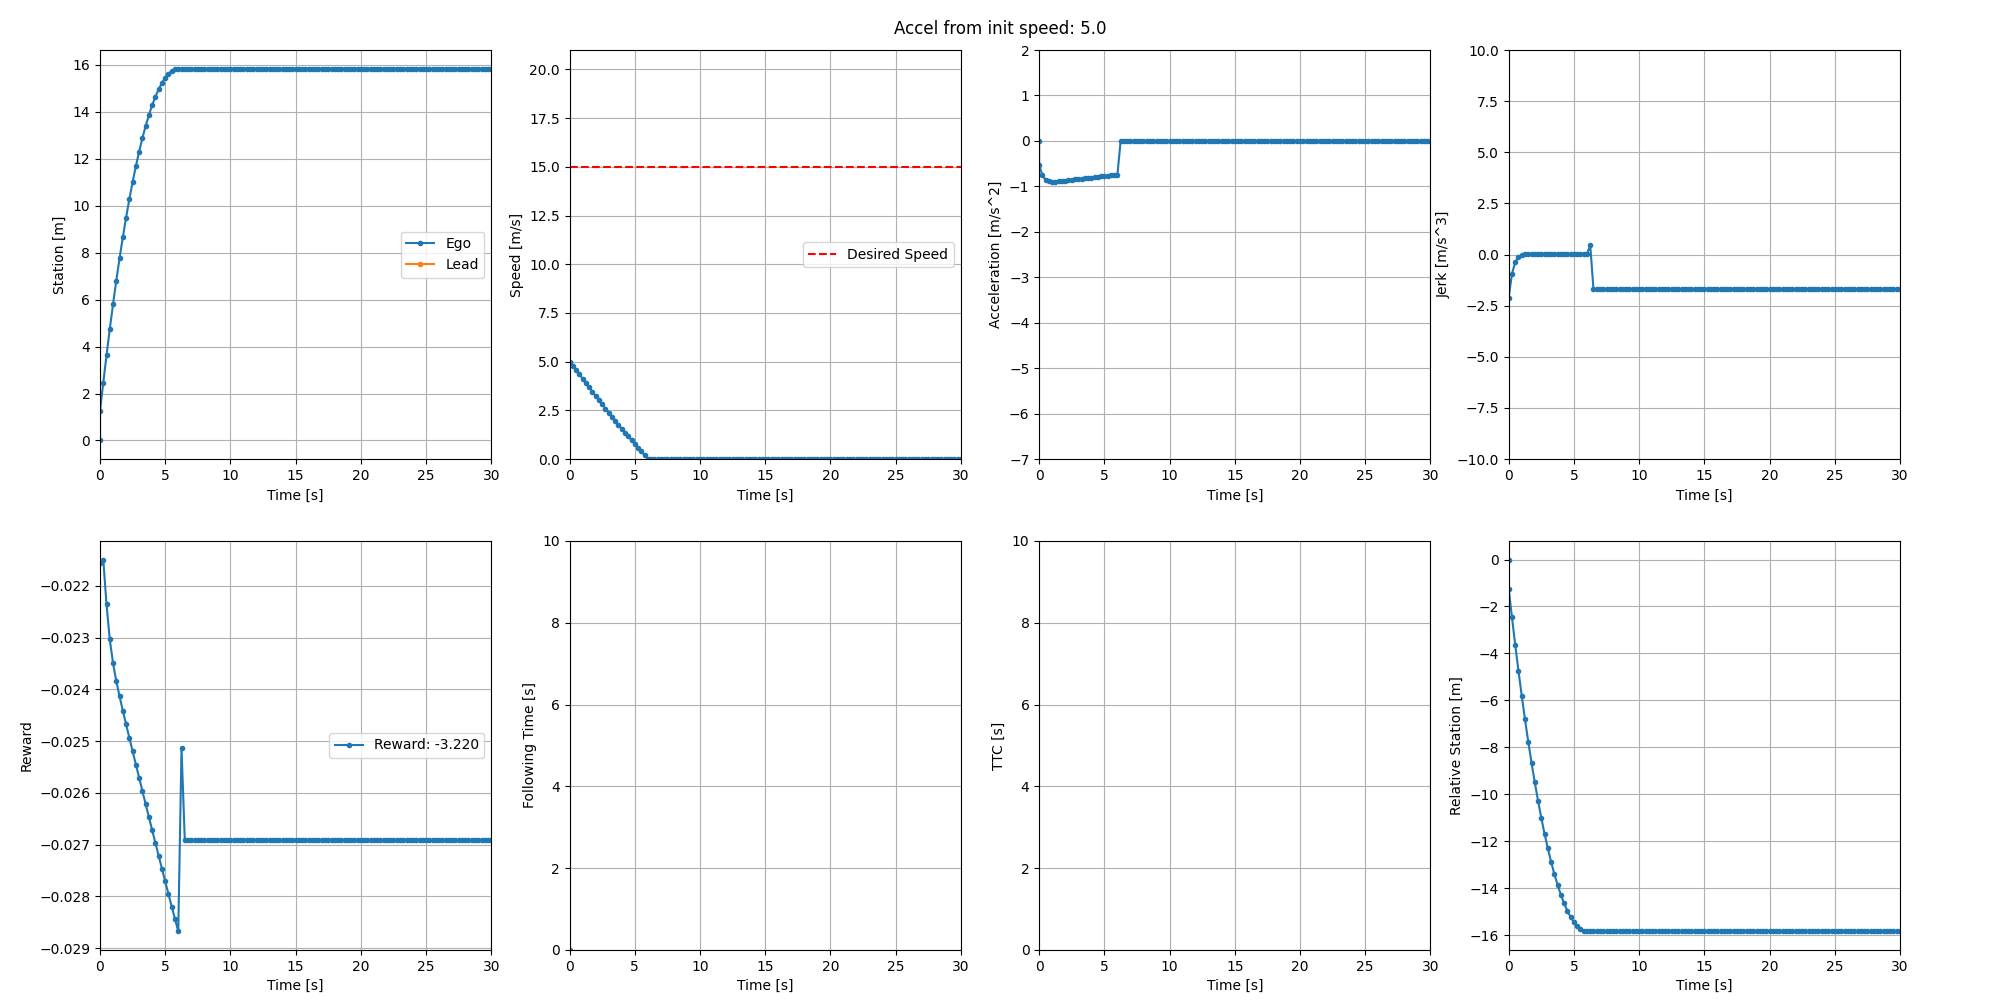 Accel from init speed: 5.0
Station [m]
16
14
12
10
8
6
4
2
0
Ego
Lead
0 5 10 15 20 25 30
Time [s]
Speed [m/s]
20.0
17.5
15.0
12.5
10.0
7.5
5.0
2.5
0.0
Desired Speed
0 5 10 15 20 25 30
Time [s]
Acceleration [m/s^2]
2
1
0
−1
−2
−3
−4
−5
−6
−7
0 5 10 15 20 25 30
Time [s]
Jerk [m/s^3]
10.0
7.5
5.0
2.5
0.0
−2.5
−5.0
−7.5
−10.0
0 5 10 15 20 25 30
Time [s]
Reward
−0.022
−0.023
−0.024
−0.025
−0.026
−0.027
−0.028
−0.029
Reward: -3.220
0 5 10 15 20 25 30
Time [s]
Following Time [s]
10
8
6
4
2
0
0 5 10 15 20 25 30
Time [s]
TTC [s]
10
8
6
4
2
0
0 5 10 15 20 25 30
Time [s]
Relative Station [m]
0
−2
−4
−6
−8
−10
−12
−14
−16
0 5 10 15 20 25 30
Time [s]